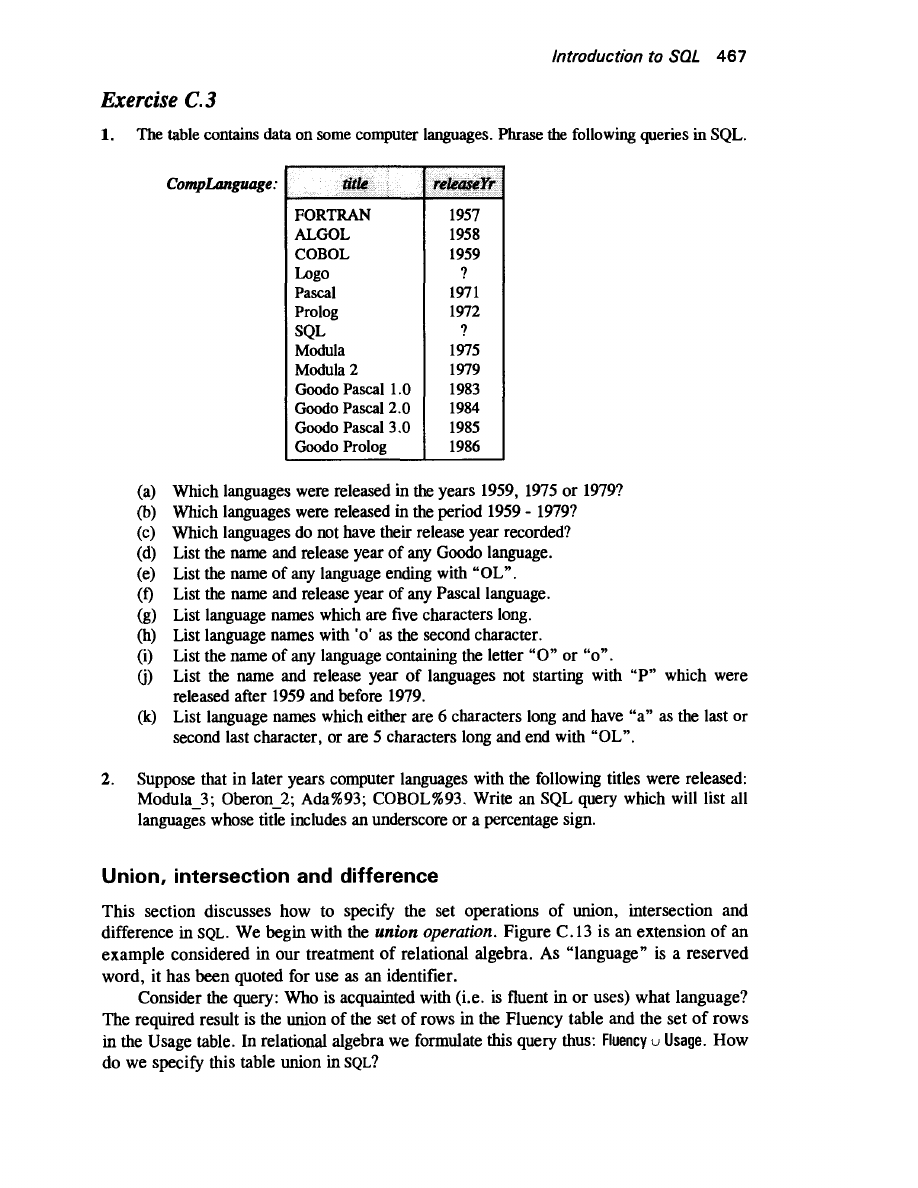 Introduction to SQL 467
Exercise C.3
1. The table contains data on some computer languages. Phrase the following queries in SQL.
CompLanguage: title releaseYr
FORTRAN 1957
ALGOL 1958
COBOL 1959
Logo ?
Pascal 1971
Prolog 1972
SQL ?
Modula 1975
Modula 2 1979
Goodo Pascal 1.0 1983
Goodo Pascal 2.0 1984
Goodo Pascal 3.0 1985
Goodo Prolog 1986
(a) Which languages were released in the years 1959, 1975 or 1979?
(b) Which languages were released in the period 1959 - 1979?
(c) Which languages do not have their release year recorded?
(d) List the name and release year of any Goodo language.
(e) List the name of any language ending with “OL”.
(f) List the name and release year of any Pascal language.
(g) List language names which are five characters long.
(h) List language names with 'o' as the second character.
(i) List the name of any language containing the letter “O” or “o”.
(j) List the name and release year of languages not starting with “P” which were
released after 1959 and before 1979.
(k) List language names which either are 6 characters long and have “a” as the last or
second last character, or are 5 characters long and end with “OL”.
2. Suppose that in later years computer languages with the following titles were released:
Modula_3; Oberon_2; Ada%93; COBOL%93. Write an SQL query which will list all
languages whose title includes an underscore or a percentage sign.
Union, intersection and difference
This section discusses how to specify the set operations of union, intersection and
difference in SQL. We begin with the union operation. Figure C.13 is an extension of an
example considered in our treatment of relational algebra. As “language” is a reserved
word, it has been quoted for use as an identifier.
Consider the query: Who is acquainted with (i.e. is fluent in or uses) what language?
The required result is the union of the set of rows in the Fluency table and the set of rows
in the Usage table. In relational algebra we formulate this query thus: Fluency ∪ Usage. How
do we specify this table union in SQL?